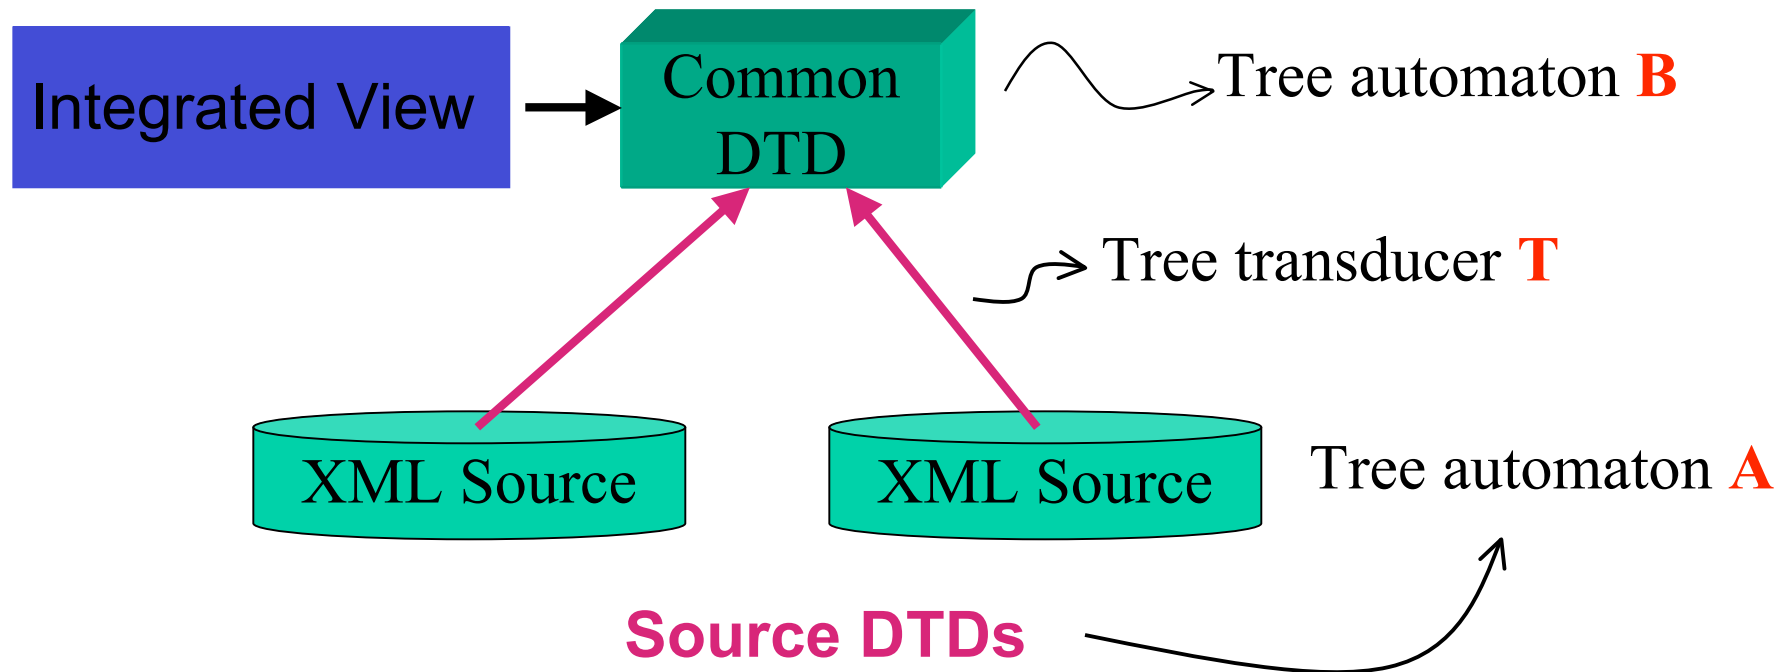 Integrated View
Common
DTD
Tree automaton B
Tree transducer T
XML Source
XML Source
Tree automaton A
Source DTDs